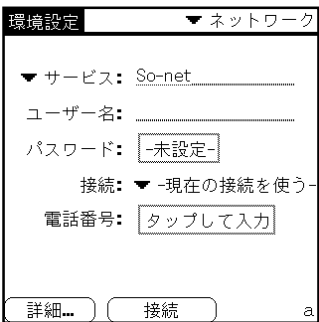 環境設定 ▼ ネットワーク
▼ サービス: So-net
ユーザー名:
パスワード: -未設定-
接続: ▼ -現在の接続を使う-
電話番号: タップして入力
詳細... 接続 a